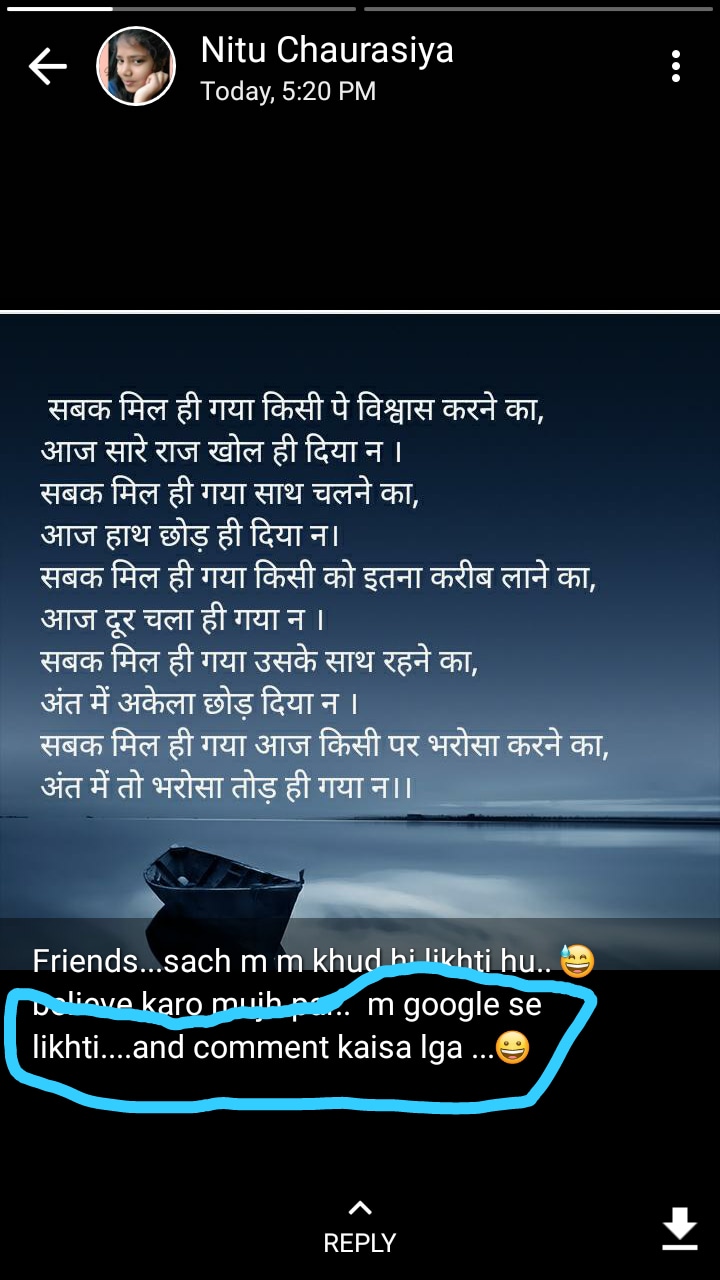 Nitu Chaurasiya
Today, 5:20 PM
सबक मिल ही गया किसी पे विश्वास करने का,
आज सारे राज खोल ही दिया न ।
सबक मिल ही गया साथ चलने का,
आज हाथ छोड़ ही दिया न।
सबक मिल ही गया किसी को इतना करीब लाने का,
आज दूर चला ही गया न ।
सबक मिल ही गया उसके साथ रहने का,
अंत में अकेला छोड़ दिया न ।
सबक मिल ही गया आज किसी पर भरोसा करने का,
अंत में तो भरोसा तोड़ ही गया न।।
Friends...sach m m khud hi likhti hu.. 😅
believe karo mujh par.. m google se
likhti....and comment kaisa lga ...😀
REPLY